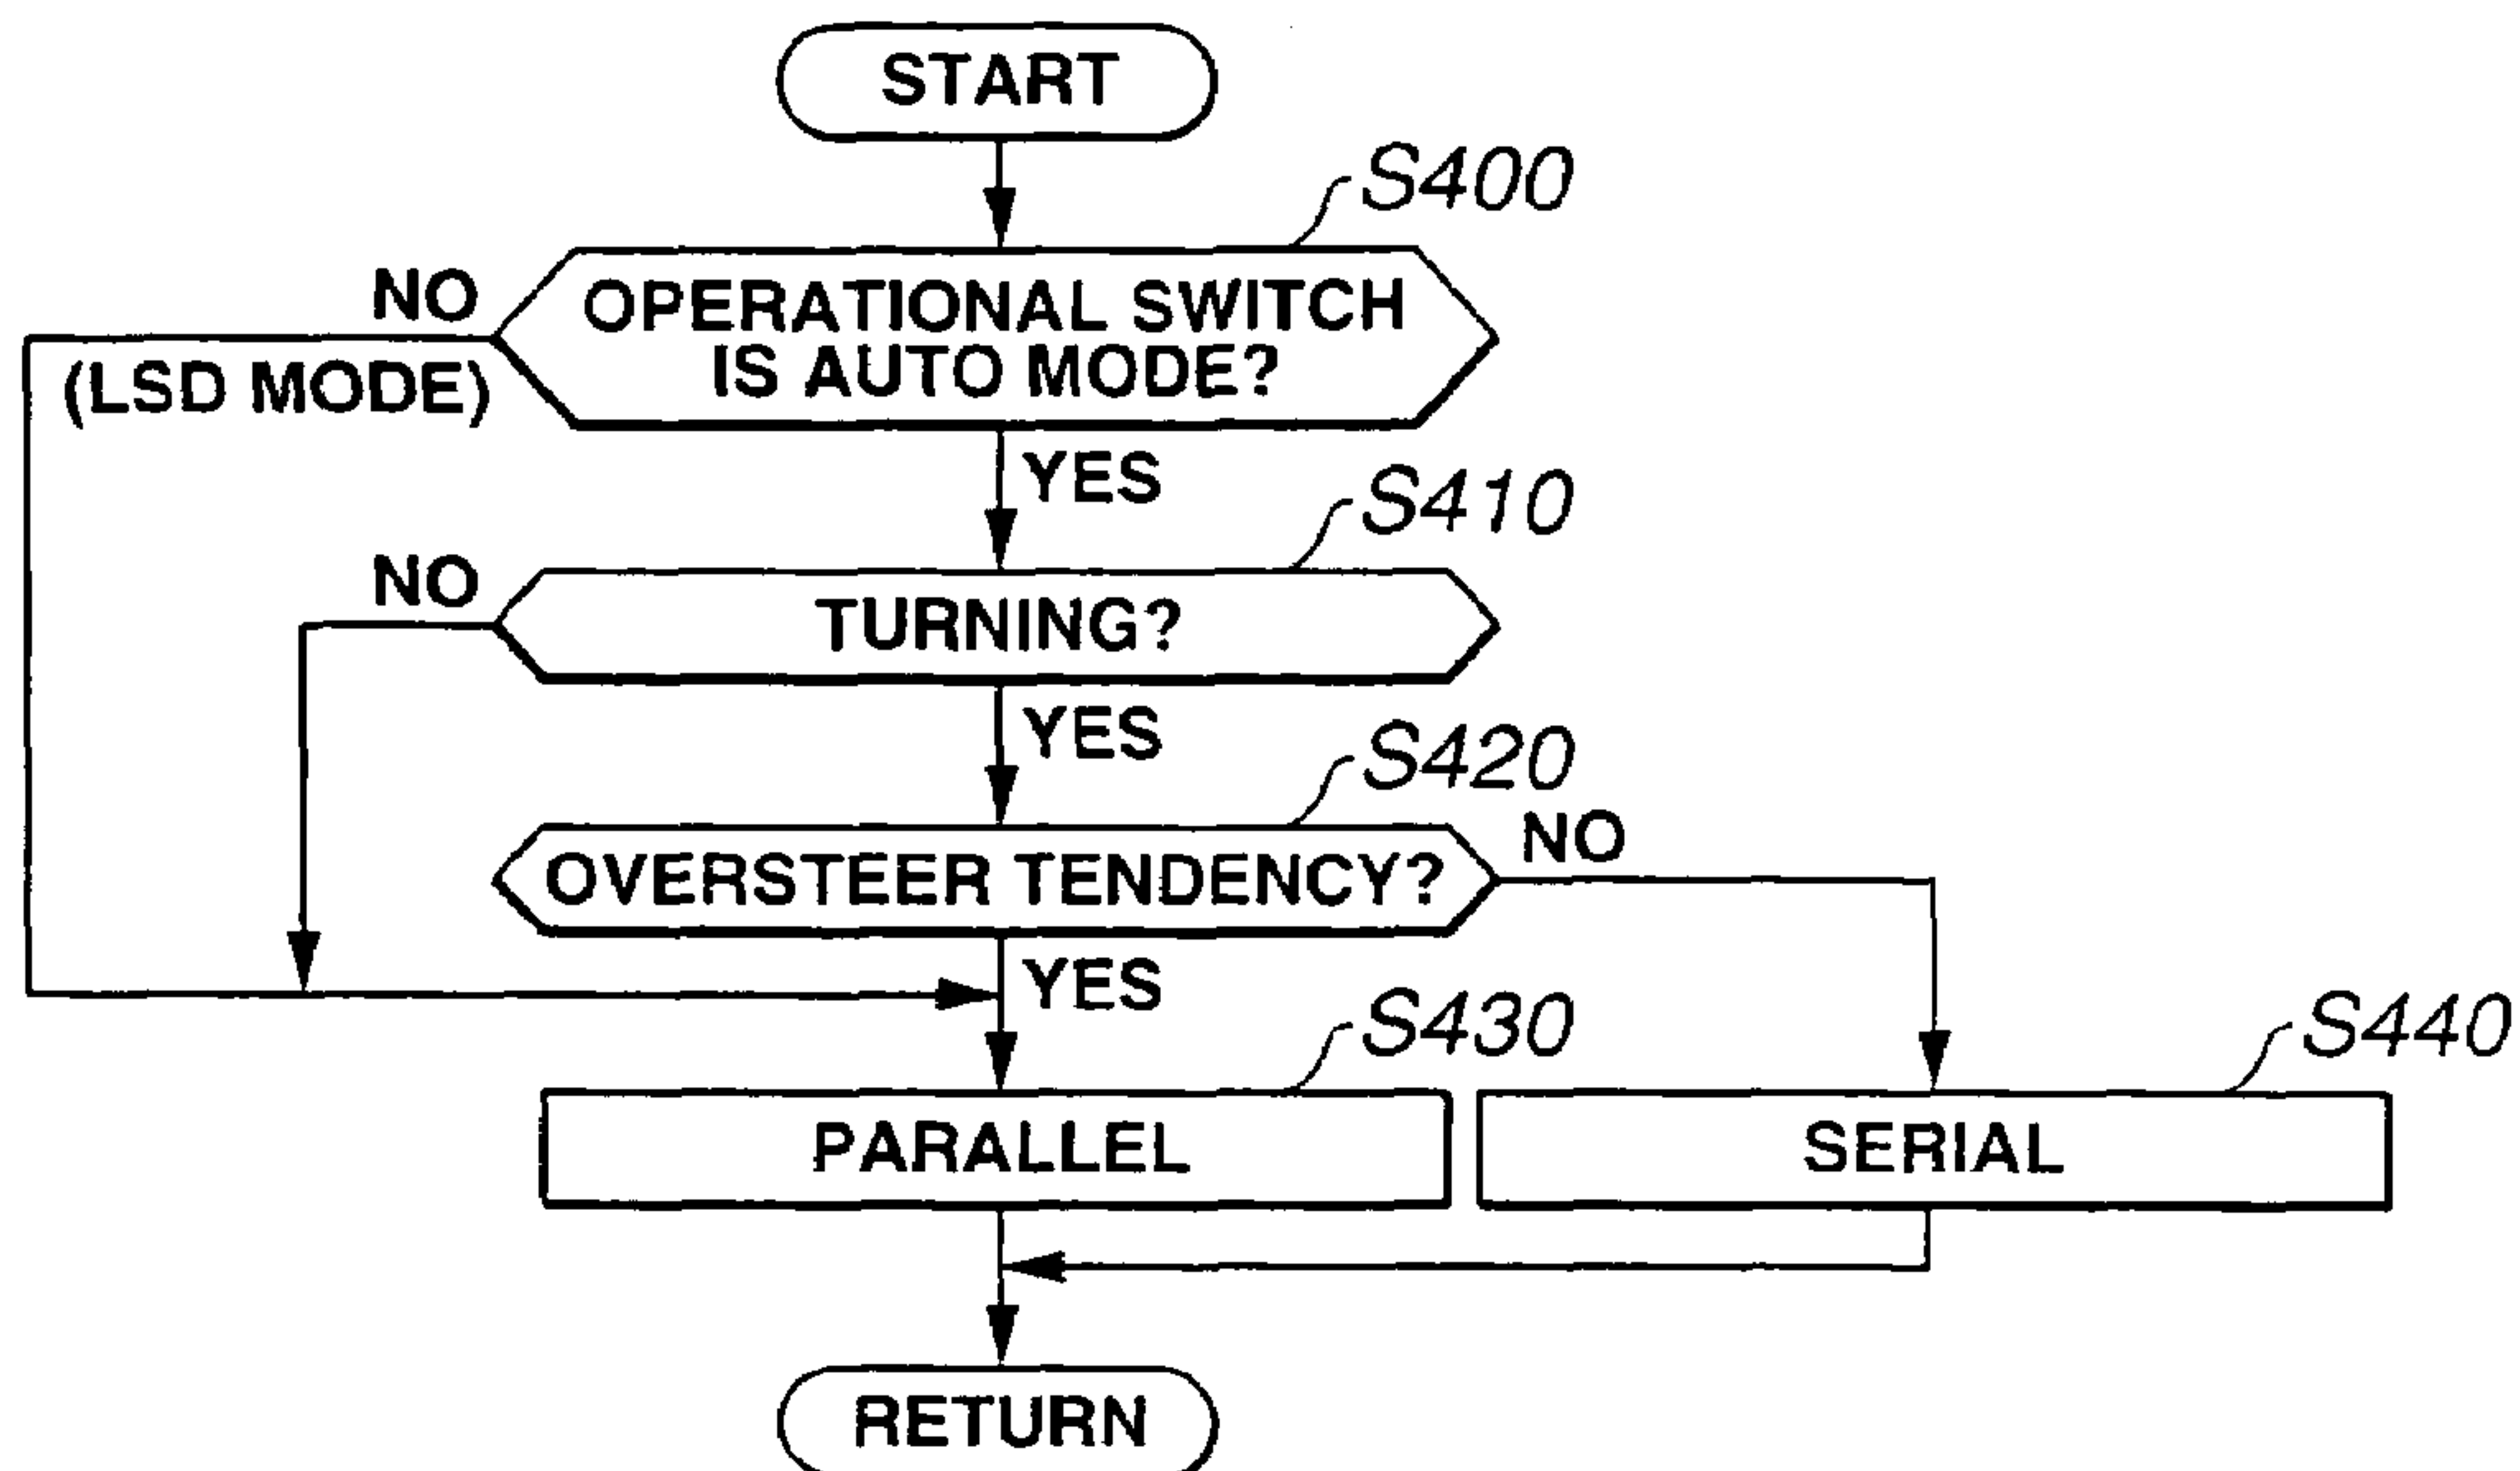 START
S400
NO
OPERATIONAL SWITCH
IS AUTO MODE?
(LSD MODE)
YES
S410
NO
TURNING?
YES
S420
NO
OVERSTEER TENDENCY?
YES
S430
S440
PARALLEL
SERIAL
RETURN